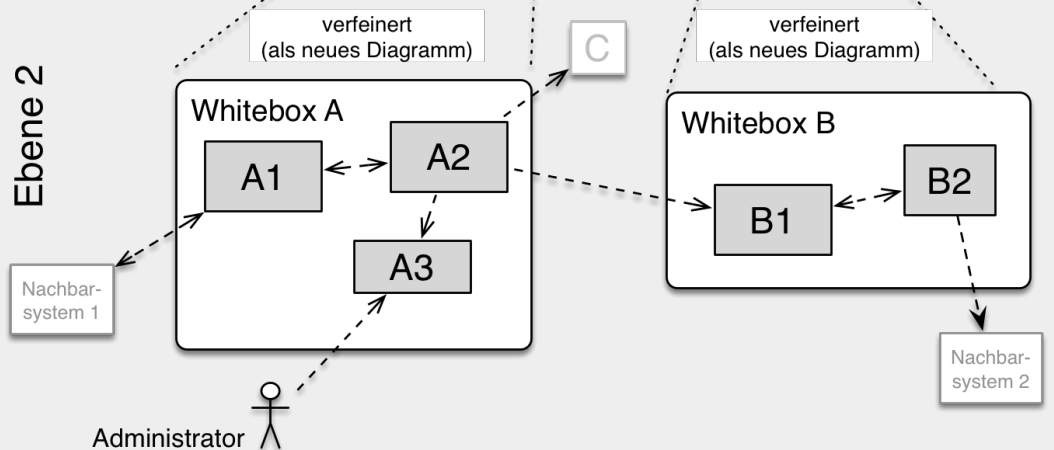 verfeinert
(als neues Diagramm)
verfeinert
(als neues Diagramm)
C
Ebene 2
Whitebox A
A1
A2
A3
Whitebox B
B1
B2
Nachbar-
system 1
Nachbar-
system 2
Administrator